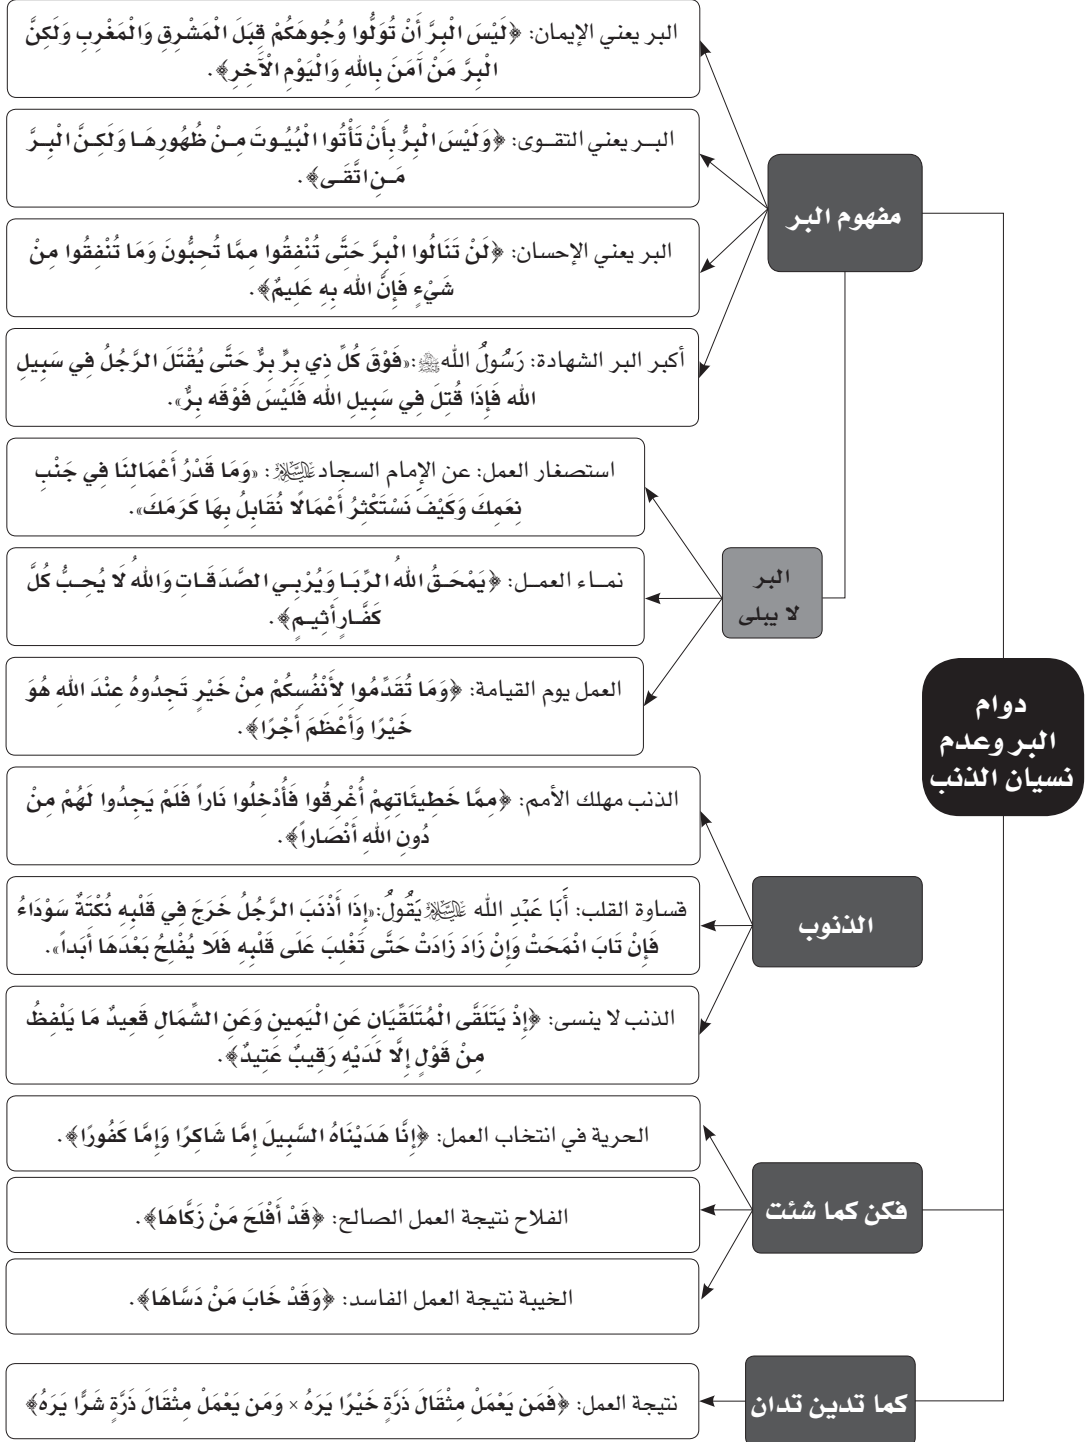 دوام
البر وعدم
نسيان الذنب
مفهوم البر
البر يعني الإيمان: ﴿لَيْسَ الْبِرَّ أَنْ تُوَلُّوا وُجُوهَكُمْ قِبَلَ الْمَشْرِقِ وَالْمَغْرِبِ وَلَكِنَّ
الْبِرَّ مَنْ آمَنَ بِاللهِ وَالْيَوْمِ الْآَخِرِ﴾.
البر يعني التقوى: ﴿وَلَيْسَ الْبِرُّ بِأَنْ تَأْتُوا الْبُيُوتَ مِنْ ظُهُورِهَا وَلَكِنَّ الْبِرَّ
مَنِ اتَّقَى﴾.
البر يعني الإحسان: ﴿لَنْ تَنَالُوا الْبِرَّ حَتَّى تُنْفِقُوا مِمَّا تُحِبُّونَ وَمَا تُنْفِقُوا مِنْ
شَيْءٍ فَإِنَّ الله بِهِ عَلِيمٌ﴾.
أكبر البر الشهادة: رَسُولُ الله ﷺ: «فَوْقَ كُلِّ ذِي بِرٍّ بِرٌّ حَتَّى يُقْتَلَ الرَّجُلُ فِي سَبِيلِ
الله فَإِذَا قُتِلَ فِي سَبِيلِ الله فَلَيْسَ فَوْقَه بِرٌّ».
البر
لا يبلى
استصغار العمل: عن الإمام السجاد عليه السلام: «وَمَا قَدْرُ أَعْمَالِنَا فِي جَنْبِ
نِعَمِكَ وَكَيْفَ نَسْتَكْثِرُ أَعْمَالًا نُقَابِلُ بِهَا كَرَمَكَ».
نماء العمل: ﴿يَمْحَقُ اللهُ الرِّبَا وَيُرْبِي الصَّدَقَاتِ وَاللهُ لَا يُحِبُّ كُلَّ
كَفَّارٍ أَثِيمٍ﴾.
العمل يوم القيامة: ﴿وَمَا تُقَدِّمُوا لِأَنْفُسِكُمْ مِنْ خَيْرٍ تَجِدُوهُ عِنْدَ اللهِ هُوَ
خَيْرًا وَأَعْظَمَ أَجْرًا﴾.
الذنوب
الذنب مهلك الأمم: ﴿مِمَّا خَطِيئَاتِهِمْ أُغْرِقُوا فَأُدْخِلُوا نَاراً فَلَمْ يَجِدُوا لَهُمْ مِنْ
دُونِ اللهِ أَنْصَاراً﴾.
قساوة القلب: أَبَا عَبْدِ الله عليه السلام يَقُولُ: «إِذَا أَذْنَبَ الرَّجُلُ خَرَجَ فِي قَلْبِهِ نُكْتَةٌ سَوْدَاءُ
فَإِنْ تَابَ انْمَحَتْ وَإِنْ زَادَ زَادَتْ حَتَّى تَغْلِبَ عَلَى قَلْبِهِ فَلَا يُفْلِحُ بَعْدَهَا أَبَداً».
الذنب لا ينسى: ﴿إِذْ يَتَلَقَّى الْمُتَلَقِّيَانِ عَنِ الْيَمِينِ وَعَنِ الشِّمَالِ قَعِيدٌ مَا يَلْفِظُ
مِنْ قَوْلٍ إِلَّا لَدَيْهِ رَقِيبٌ عَتِيدٌ﴾.
فكن كما شئت
الحرية في انتخاب العمل: ﴿إِنَّا هَدَيْنَاهُ السَّبِيلَ إِمَّا شَاكِرًا وَإِمَّا كَفُورًا﴾.
الفلاح نتيجة العمل الصالح: ﴿قَدْ أَفْلَحَ مَنْ زَكَّاهَا﴾.
الخيبة نتيجة العمل الفاسد: ﴿وَقَدْ خَابَ مَنْ دَسَّاهَا﴾.
كما تدين تدان
نتيجة العمل: ﴿فَمَن يَعْمَلْ مِثْقَالَ ذَرَّةٍ خَيْرًا يَرَهُ × وَمَن يَعْمَلْ مِثْقَالَ ذَرَّةٍ شَرًّا يَرَهُ﴾